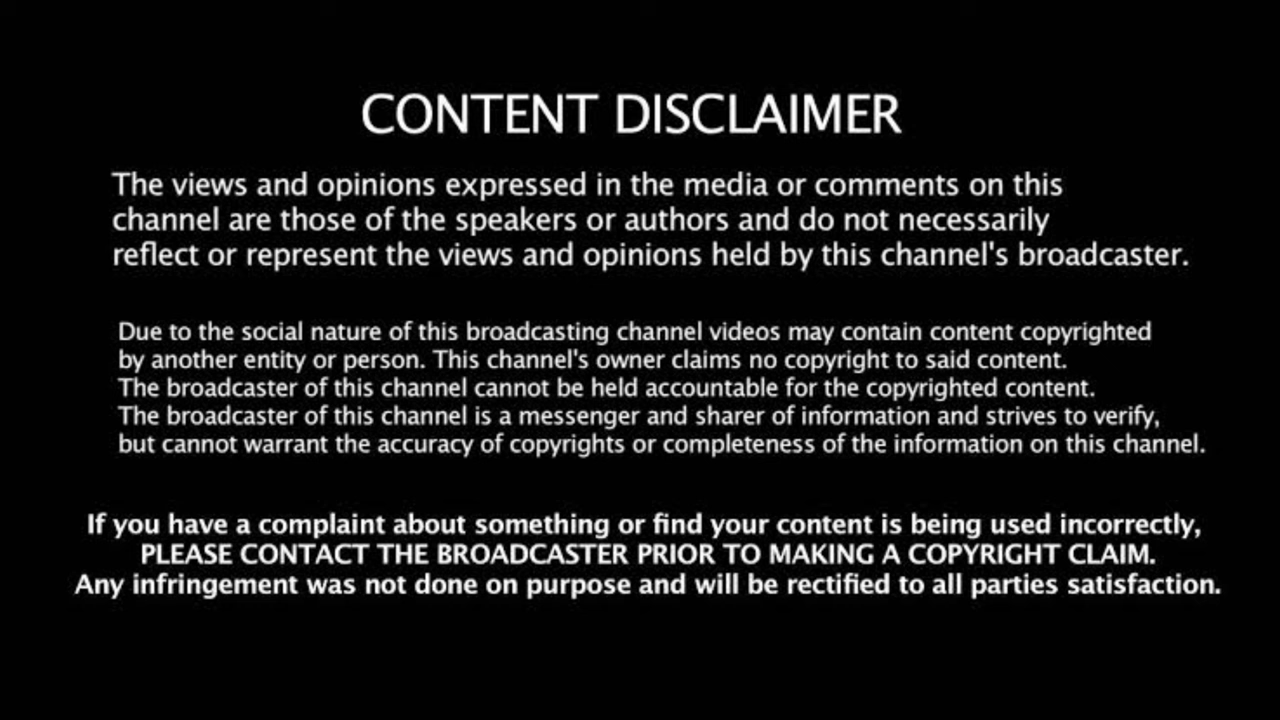 CONTENT DISCLAIMER
The views and opinions expressed in the media or comments on this
channel are those of the speakers or authors and do not necessarily
reflect or represent the views and opinions held by this channel's broadcaster.
Due to the social nature of this broadcasting channel videos may contain content copyrighted
by another entity or person. This channel's owner claims no copyright to said content.
The broadcaster of this channel cannot be held accountable for the copyrighted content.
The broadcaster of this channel is a messenger and sharer of information and strives to verify,
but cannot warrant the accuracy of copyrights or completeness of the information on this channel.
If you have a complaint about something or find your content is being used incorrectly,
PLEASE CONTACT THE BROADCASTER PRIOR TO MAKING A COPYRIGHT CLAIM.
Any infringement was not done on purpose and will be rectified to all parties satisfaction.